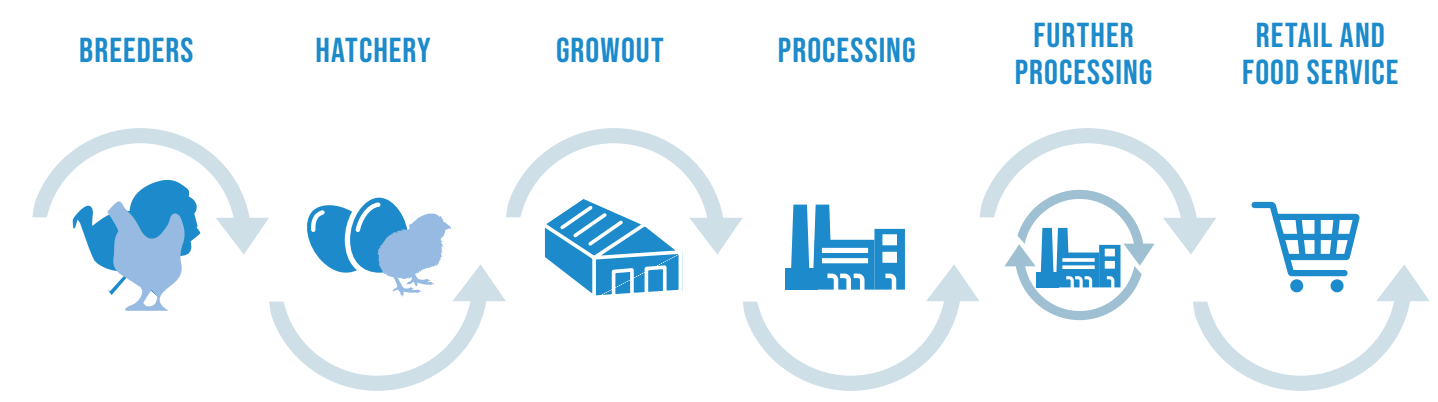 BREEDERS
HATCHERY
GROWOUT
PROCESSING
FURTHER
PROCESSING
RETAIL AND
FOOD SERVICE